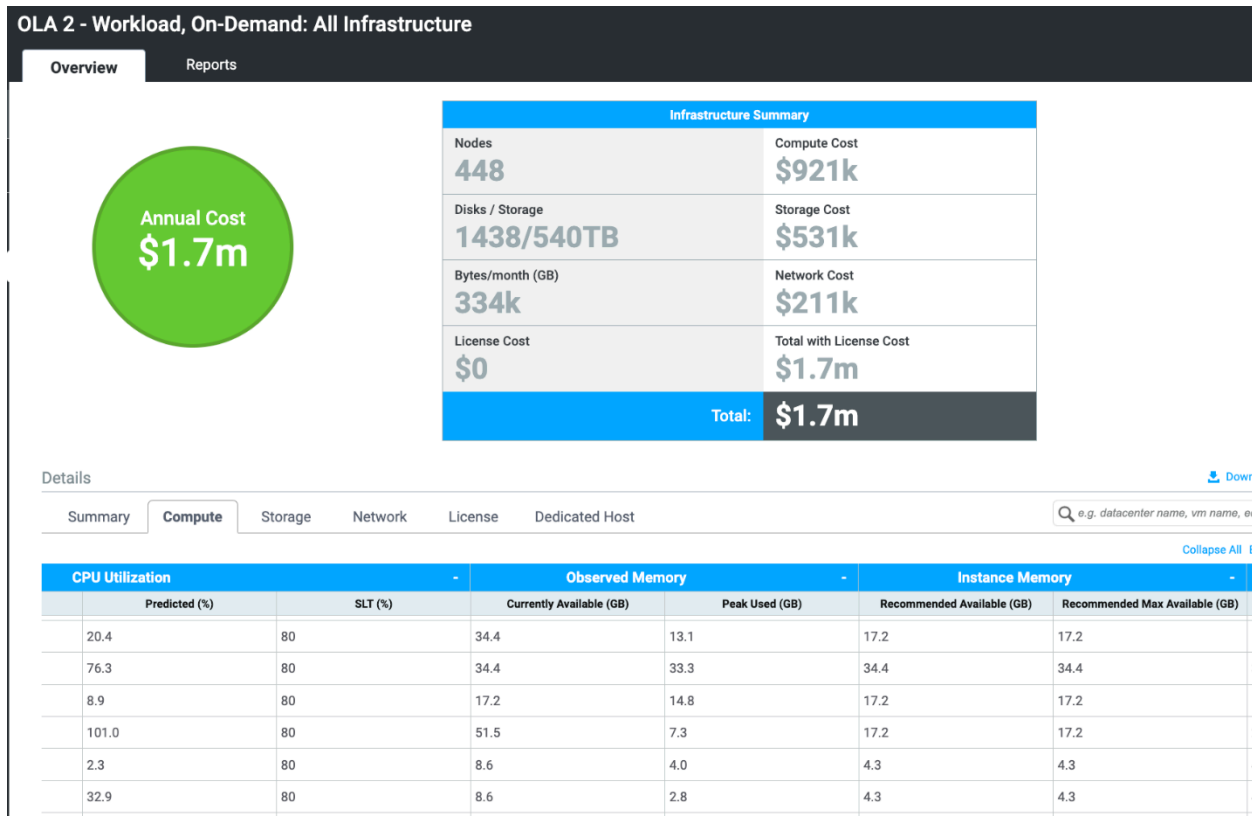 OLA 2 - Workload, On-Demand: All Infrastructure
Overview Reports
Infrastructure Summary
Nodes Compute Cost
448 $921k
Annual Cost
$1.7m
Disks / Storage Storage Cost
1438/540TB $531k
Bytes/month (GB) Network Cost
334k $211k
License Cost Total with License Cost
$0 $1.7m
Total: $1.7m
Details
Summary Compute Storage Network License Dedicated Host e.g. datacenter name, vm name,
Collapse All
CPU Utilization - Observed Memory - Instance Memory -
Predicted (%) SLT (%) Currently Available (GB) Peak Used (GB) Recommended Available (GB) Recommended Max Available (GB)
20.4 80 34.4 13.1 17.2 17.2
76.3 80 34.4 33.3 34.4 34.4
8.9 80 17.2 14.8 17.2 17.2
101.0 80 51.5 7.3 17.2 17.2
2.3 80 8.6 4.0 4.3 4.3
32.9 80 8.6 2.8 4.3 4.3